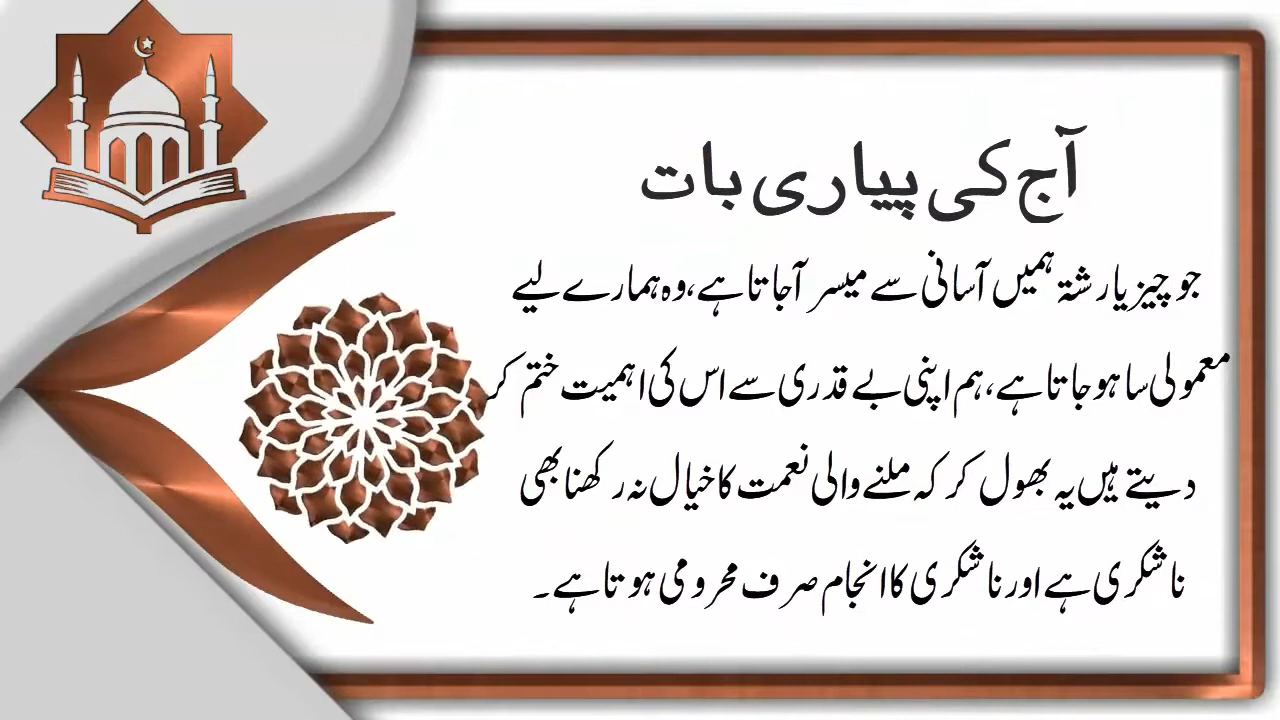 آج کی پیاری بات
جو چیز یا رشتہ ہمیں آسانی سے میسر آجاتا ہے، وہ ہمارے لیے
معمولی سا ہو جاتا ہے، ہم اپنی بے قدری سے اس کی اہمیت ختم کر
دیتے ہیں یہ بھول کر کہ ملنے والی نعمت کا خیال نہ رکھنا بھی
ناشکری ہے اور ناشکری کا انجام صرف محرومی ہوتا ہے۔